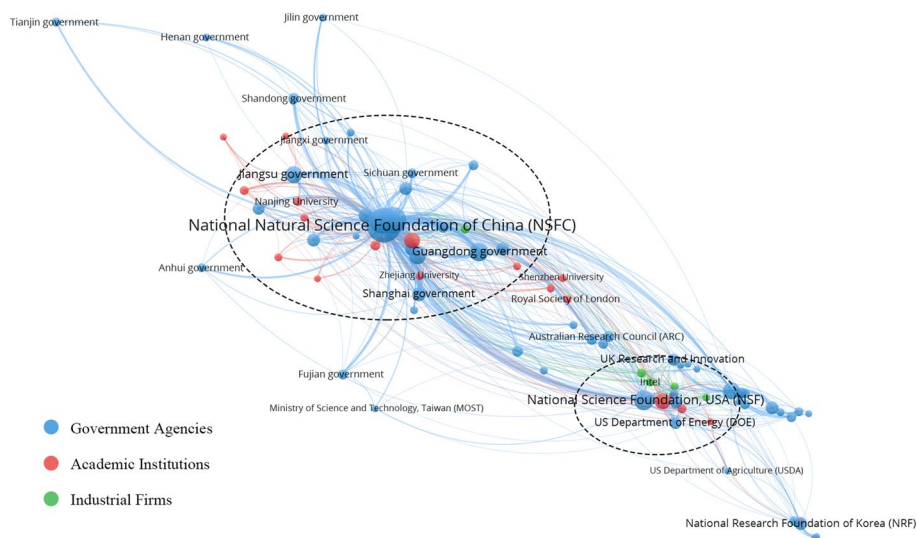 Tianjin government
Jilin government
Henan government
Shandong government
Jiangxi government
Jiangsu government
Sichuan government
Nanjing University
National Natural Science Foundation of China (NSFC)
Guangdong government
Anhui government
Zhejiang University
Shenzhen University
Shanghai government
Royal Society of London
Australian Research Council (ARC)
UK Research and Innovation
Fujian government
Intel
National Science Foundation, USA (NSF)
Ministry of Science and Technology, Taiwan (MOST)
US Department of Energy (DOE)
Government Agencies
Academic Institutions
US Department of Agriculture (USDA)
Industrial Firms
National Research Foundation of Korea (NRF)